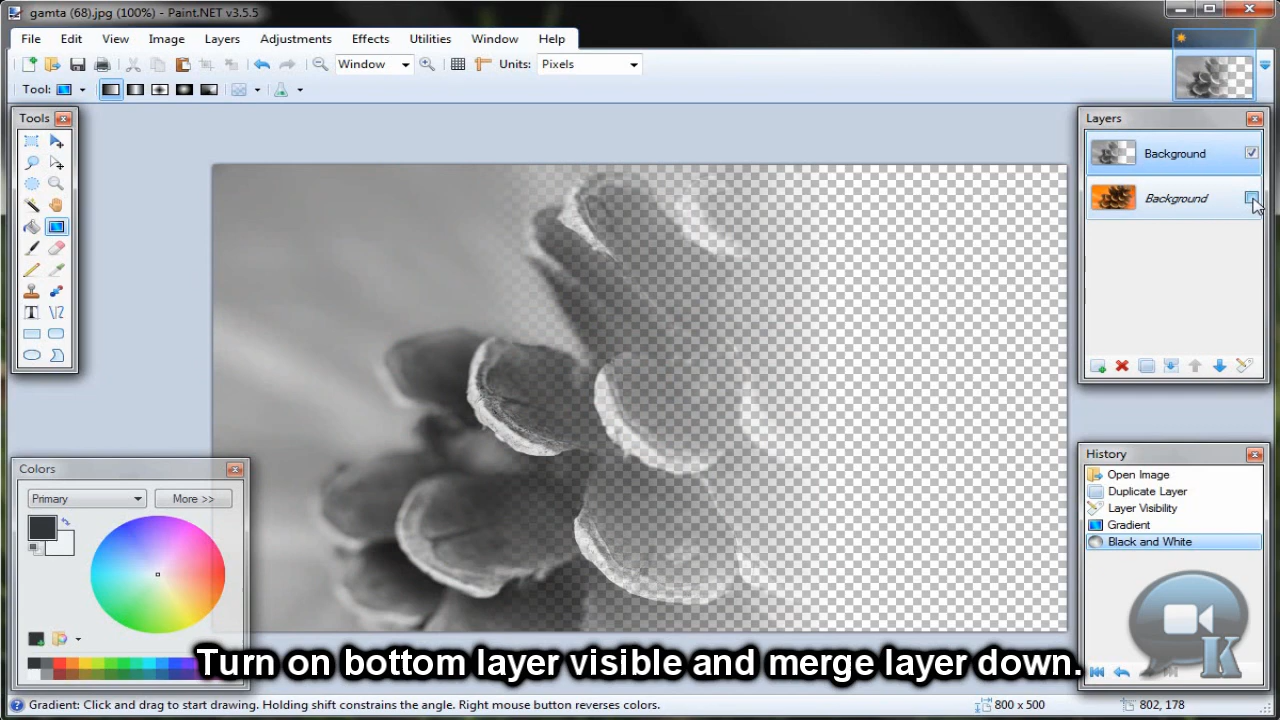 gamta (68).jpg (100%) - Paint.NET v3.5.5
File Edit View Image Layers Adjustments Effects Utilities Window Help
Window Units: Pixels
Tool:
Tools
Layers
Background
Background
Colors
Primary More >>
History
Open Image
Duplicate Layer
Layer Visibility
Gradient
Black and White
K
Turn on bottom layer visible and merge layer down.
Gradient: Click and drag to start drawing. Holding shift constrains the angle. Right mouse button reverses colors. 800 x 500 802, 178